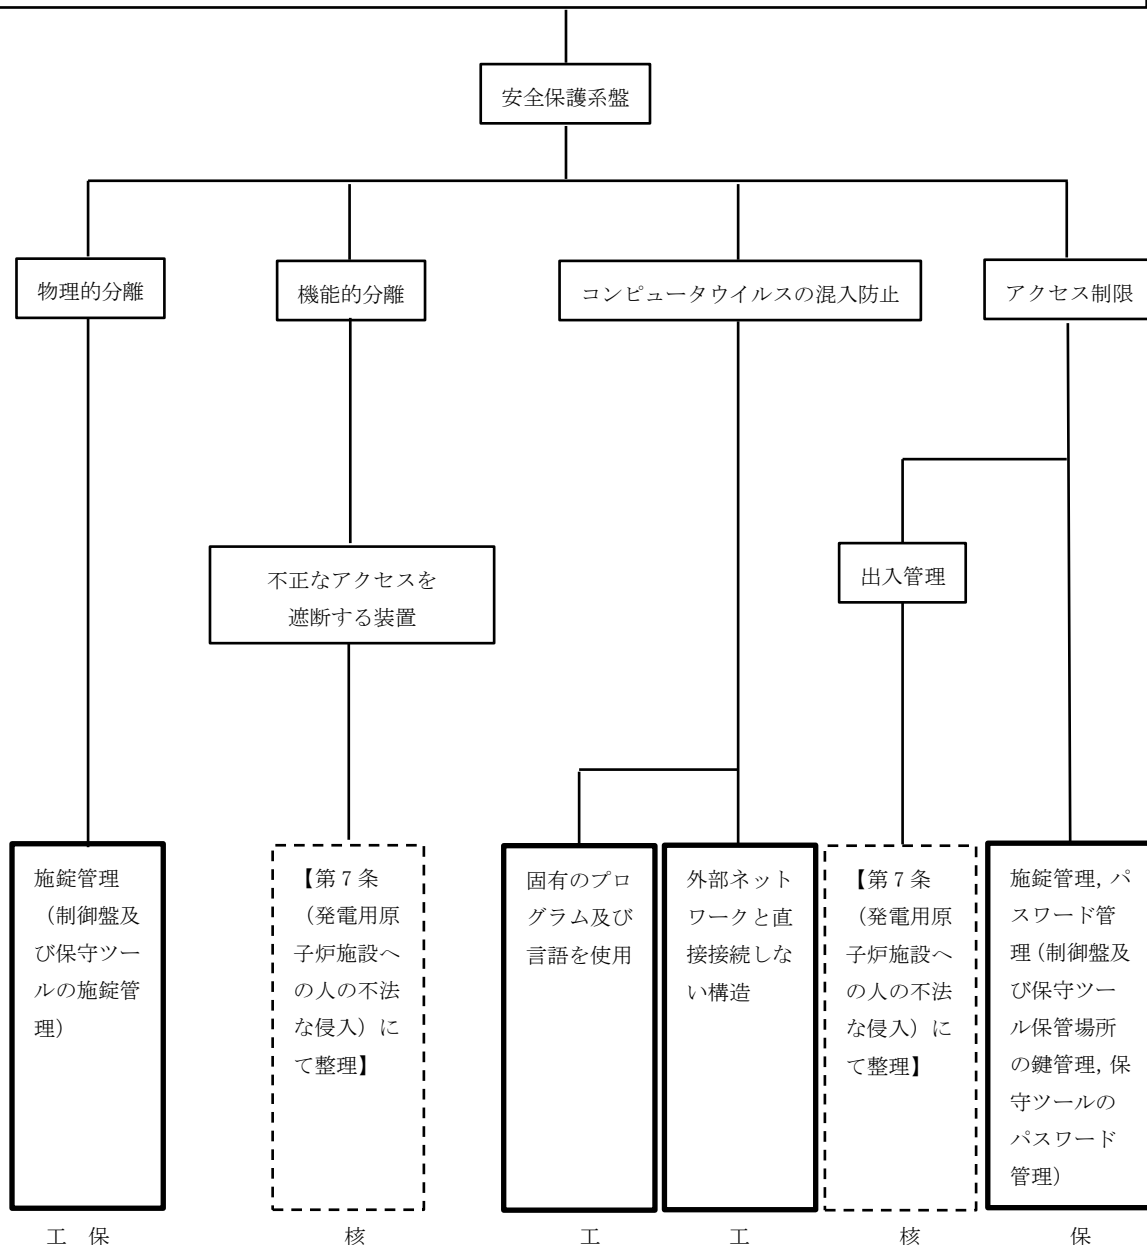 安全保護系盤
物理的分離
機能的分離
コンピュータウイルスの混入防止
アクセス制限
不正なアクセスを
遮断する装置
出入管理
施錠管理
（制御盤及
び保守ツー
ルの施錠管
理）
【第７条
（発電用原
子炉施設へ
の人の不法
な侵入）に
て整理】
固有のプロ
グラム及び
言語を使用
外部ネット
ワークと直
接接続しな
い構造
【第７条
（発電用原
子炉施設へ
の人の不法
な侵入）に
て整理】
施錠管理，パ
スワード管
理（制御盤及
び保守ツー
ル保管場所
の鍵管理，保
守ツールの
パスワード
管理）
工 保
核
工
工
核
保